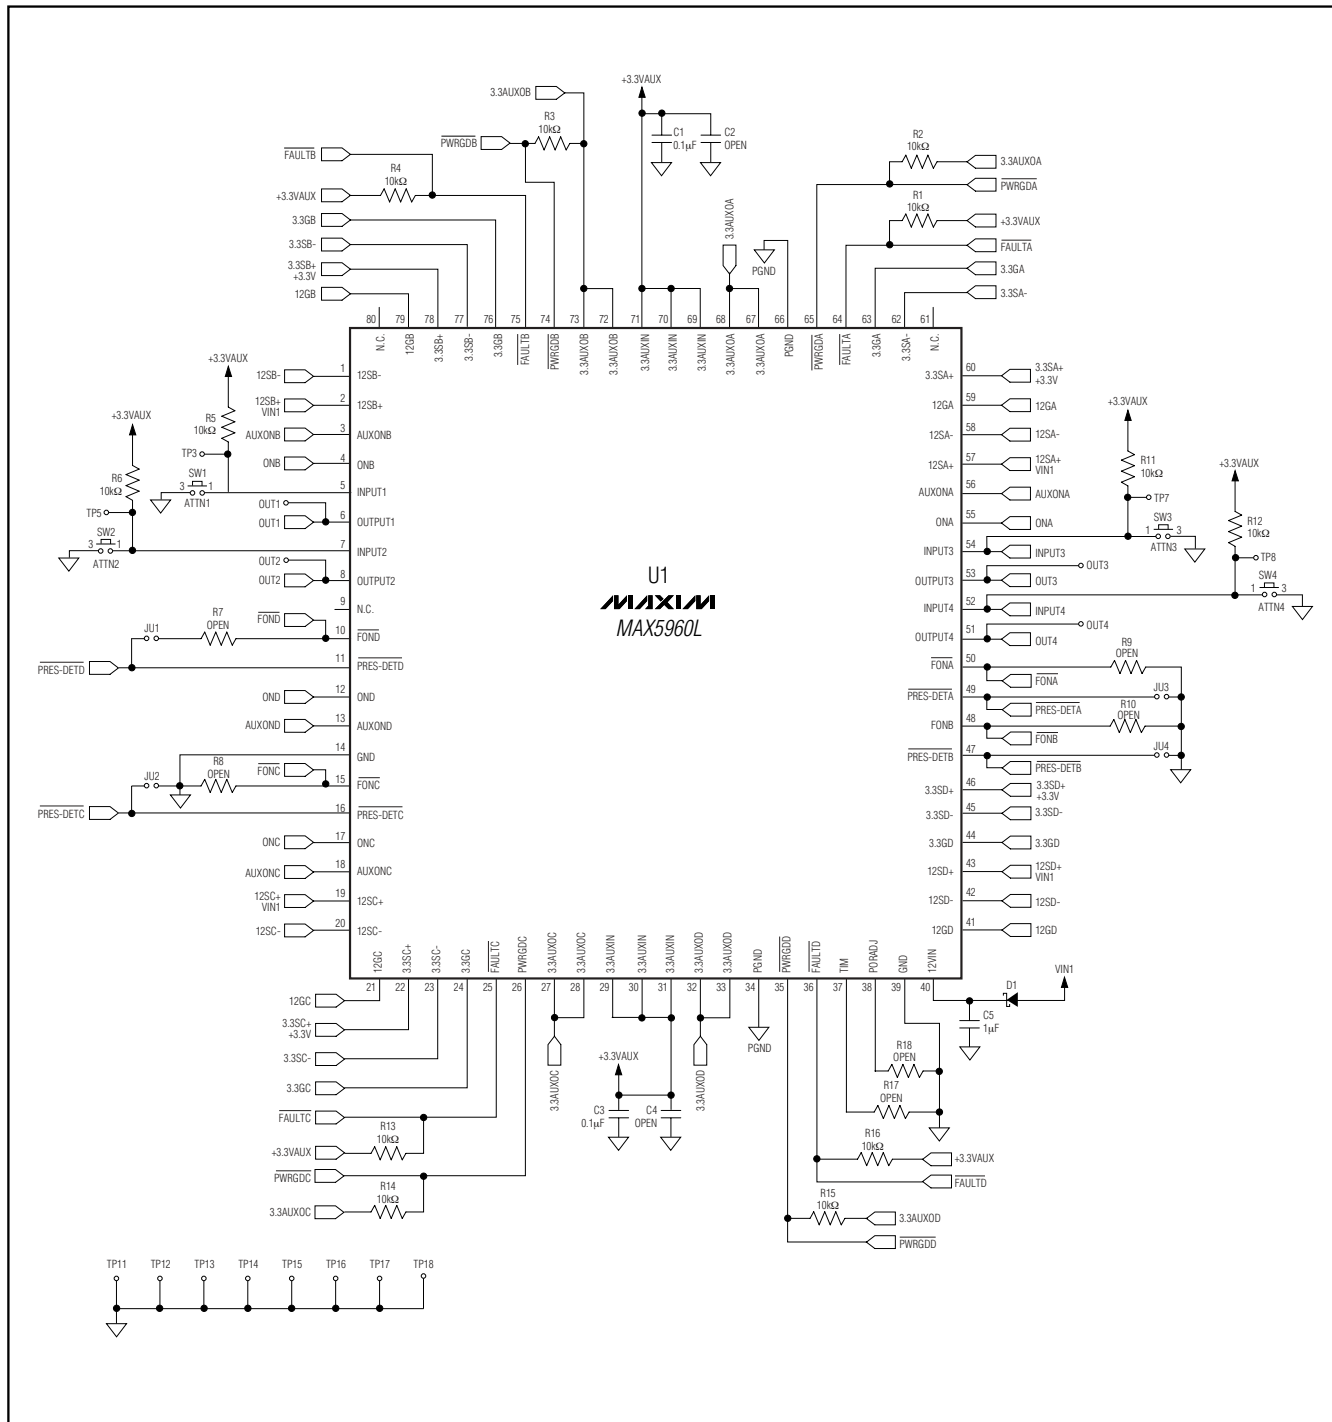 +3.3VAUX
3.3AUXOB
R3
10kΩ
PWRGDB
C1
0.1µF
C2
OPEN
R2
10kΩ
3.3AUXOA
PWRGDA
FAULTB
R4
10kΩ
+3.3VAUX
3.3GB
3.3SB-
3.3SB+
+3.3V
12GB
3.3AUXOA
PGND
R1
10kΩ
+3.3VAUX
FAULTA
3.3GA
3.3SA-
80 79 78 77 76 75 74 73 72 71 70 69 68 67 66 65 64 63 62 61
N.C. 12GB 3.3SB+ 3.3SB- 3.3GB FAULTB PWRGDB 3.3AUXOB 3.3AUXOB 3.3AUXIN 3.3AUXIN 3.3AUXIN 3.3AUXOA 3.3AUXOA PGND PWRGDA FAULTA 3.3GA 3.3SA- N.C.
+3.3VAUX
R5
10kΩ
TP3
SW1
3 1
ATTN1
+3.3VAUX
R6
10kΩ
TP5
SW2
3 1
ATTN2
12SB- 1 12SB-
12SB+
VIN1
2 12SB+
AUXONB 3 AUXONB
ONB 4 ONB
5 INPUT1
OUT1
OUT1 6 OUTPUT1
7 INPUT2
OUT2
OUT2 8 OUTPUT2
9 N.C.
FOND
R7
OPEN
JU1
10 FOND
PRES-DETD 11 PRES-DETD
OND 12 OND
AUXOND 13 AUXOND
14 GND
FONC
R8
OPEN
JU2
15 FONC
PRES-DETC 16 PRES-DETC
ONC 17 ONC
AUXONC 18 AUXONC
12SC+
VIN1
19 12SC+
12SC- 20 12SC-
U1
MAXIM
MAX5960L
3.3SA+ 60 3.3SA+
+3.3V
12GA 59 12GA
12SA- 58 12SA-
12SA+ 57 12SA+
VIN1
AUXONA 56 AUXONA
ONA 55 ONA
INPUT3 54 INPUT3
OUTPUT3 53 OUT3
OUT3
INPUT4 52 INPUT4
OUTPUT4 51 OUT4
OUT4
+3.3VAUX
R11
10kΩ
TP7
SW3
1 3
ATTN3
+3.3VAUX
R12
10kΩ
TP8
SW4
1 3
ATTN4
FONA 50 FONA
R9
OPEN
PRES-DETA 49 PRES-DETA
JU3
FONB 48 FONB
R10
OPEN
PRES-DETB 47 PRES-DETB
JU4
3.3SD+ 46 3.3SD+
+3.3V
3.3SD- 45 3.3SD-
3.3GD 44 3.3GD
12SD+ 43 12SD+
VIN1
12SD- 42 12SD-
12GD 41 12GD
12GC 3.3SC+ 3.3SC- 3.3GC FAULTC PWRGDC 3.3AUXOC 3.3AUXOC 3.3AUXIN 3.3AUXIN 3.3AUXIN 3.3AUXOD 3.3AUXOD PGND PWRGDD FAULTD TIM PORADJ GND 12VIN
21 22 23 24 25 26 27 28 29 30 31 32 33 34 35 36 37 38 39 40
12GC
3.3SC+
+3.3V
3.3SC-
3.3GC
FAULTC
R13
10kΩ
+3.3VAUX
PWRGDC
R14
10kΩ
3.3AUXOC
3.3AUXOC
+3.3VAUX
C3
0.1µF
C4
OPEN
3.3AUXOD
PGND
VIN1
D1
C5
1µF
R18
OPEN
R17
OPEN
R16
10kΩ
+3.3VAUX
FAULTD
R15
10kΩ
3.3AUXOD
PWRGDD
TP11 TP12 TP13 TP14 TP15 TP16 TP17 TP18